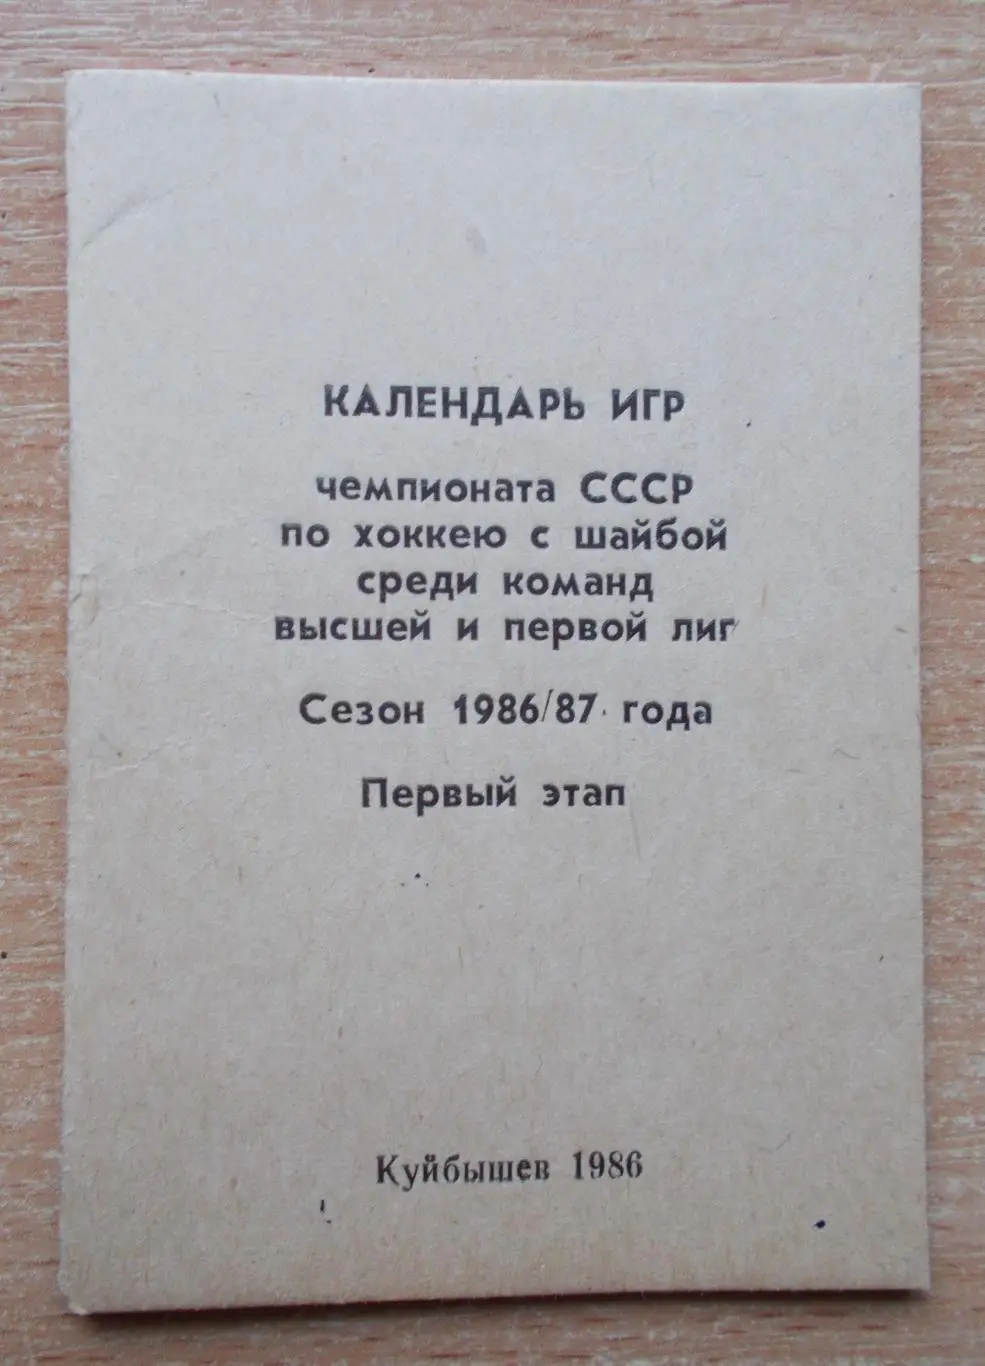 КАЛЕНДАРЬ ИГР
чемпионата СССР
по хоккею с шайбой
среди команд
высшей и первой лиг
Сезон 1986/87 года
Первый этап
Куйбышев 1986